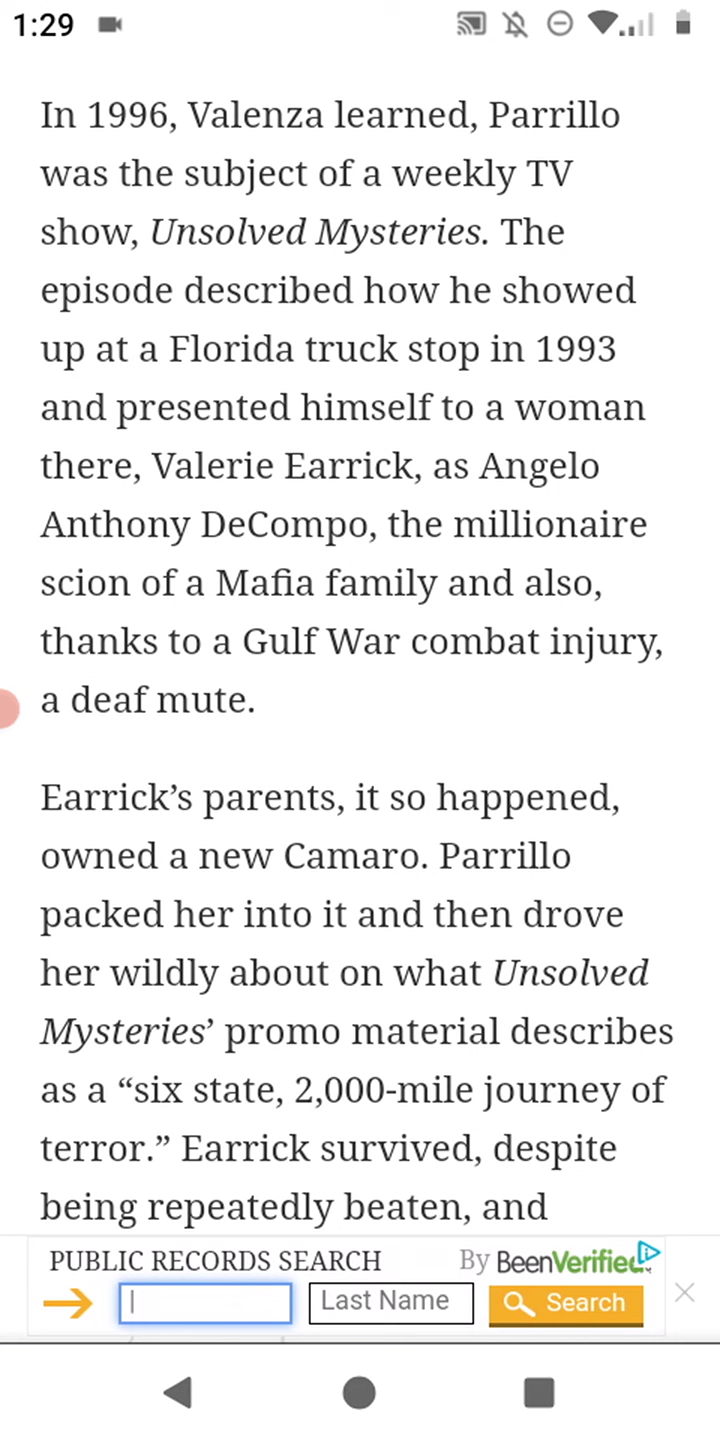 1:29
In 1996, Valenza learned, Parrillo
was the subject of a weekly TV
show, Unsolved Mysteries. The
episode described how he showed
up at a Florida truck stop in 1993
and presented himself to a woman
there, Valerie Earrick, as Angelo
Anthony DeCompo, the millionaire
scion of a Mafia family and also,
thanks to a Gulf War combat injury,
a deaf mute.
Earrick’s parents, it so happened,
owned a new Camaro. Parrillo
packed her into it and then drove
her wildly about on what Unsolved
Mysteries’ promo material describes
as a “six state, 2,000-mile journey of
terror.” Earrick survived, despite
being repeatedly beaten, and
PUBLIC RECORDS SEARCH By BeenVerified
Last Name Search